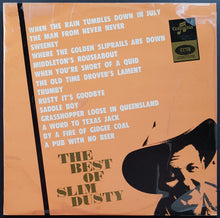 WHEN THE RAIN TUMBLES DOWN IN JULY
THE MAN FROM NEVER NEVER
SWEENEY
WHERE THE GOLDEN SLIPRAILS ARE DOWN
MIDDLETON'S ROUSEABOUT
WHEN YOU'RE SHORT OF A QUID
THE OLD TIME DROVER'S LAMENT
THUMBY
RUSTY IT'S GOODBYE
SADDLE BOY
GRASSHOPPER LOOSE IN QUEENSLAND
A WORD TO TEXAS JACK
BY A FIRE OF GIDGEE COAL
A PUB WITH NO BEER
THE
BEST
OF
SLIM
DUSTY